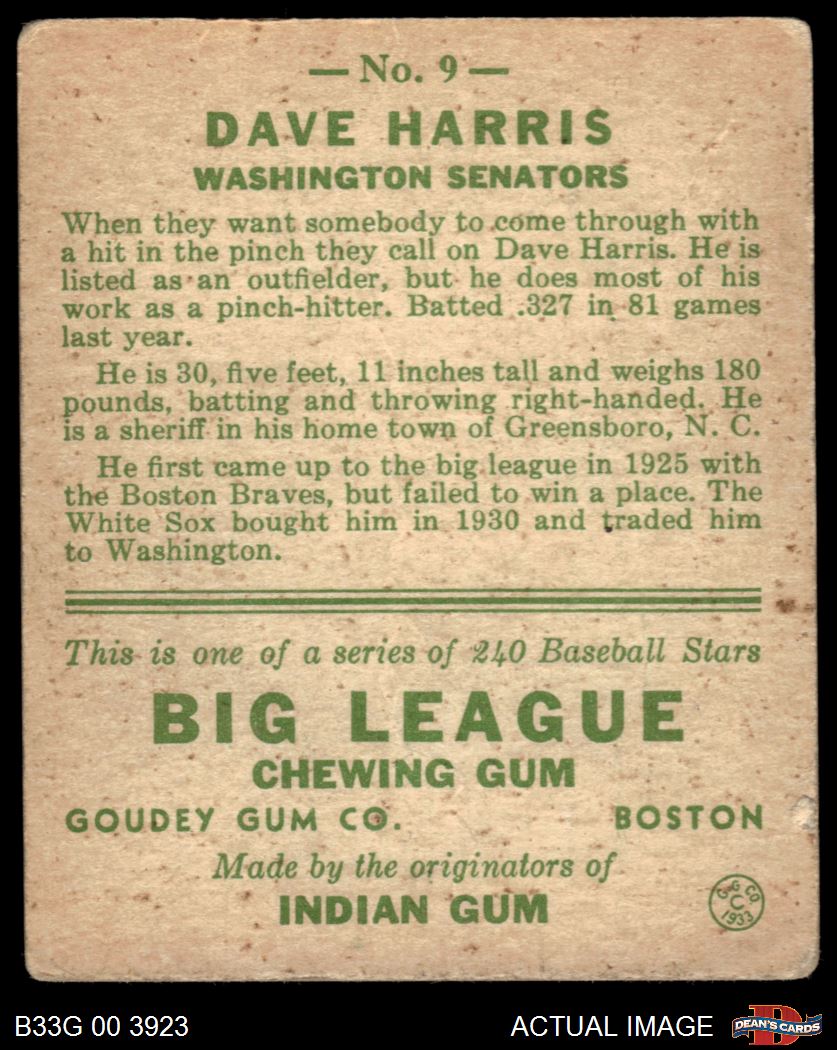 — No. 9 —
DAVE HARRIS
WASHINGTON SENATORS
When they want somebody to come through with
a hit in the pinch they call on Dave Harris. He is
listed as an outfielder, but he does most of his
work as a pinch-hitter. Batted .327 in 81 games
last year.
He is 30, five feet, 11 inches tall and weighs 180
pounds, batting and throwing right-handed. He
is a sheriff in his home town of Greensboro, N. C.
He first came up to the big league in 1925 with
the Boston Braves, but failed to win a place. The
White Sox bought him in 1930 and traded him
to Washington.
This is one of a series of 240 Baseball Stars
BIG LEAGUE
CHEWING GUM
GOUDEY GUM CO. BOSTON
Made by the originators of
INDIAN GUM
G-G CO.
C
1933
B33G 00 3923
ACTUAL IMAGE
D
DEAN'S CARDS